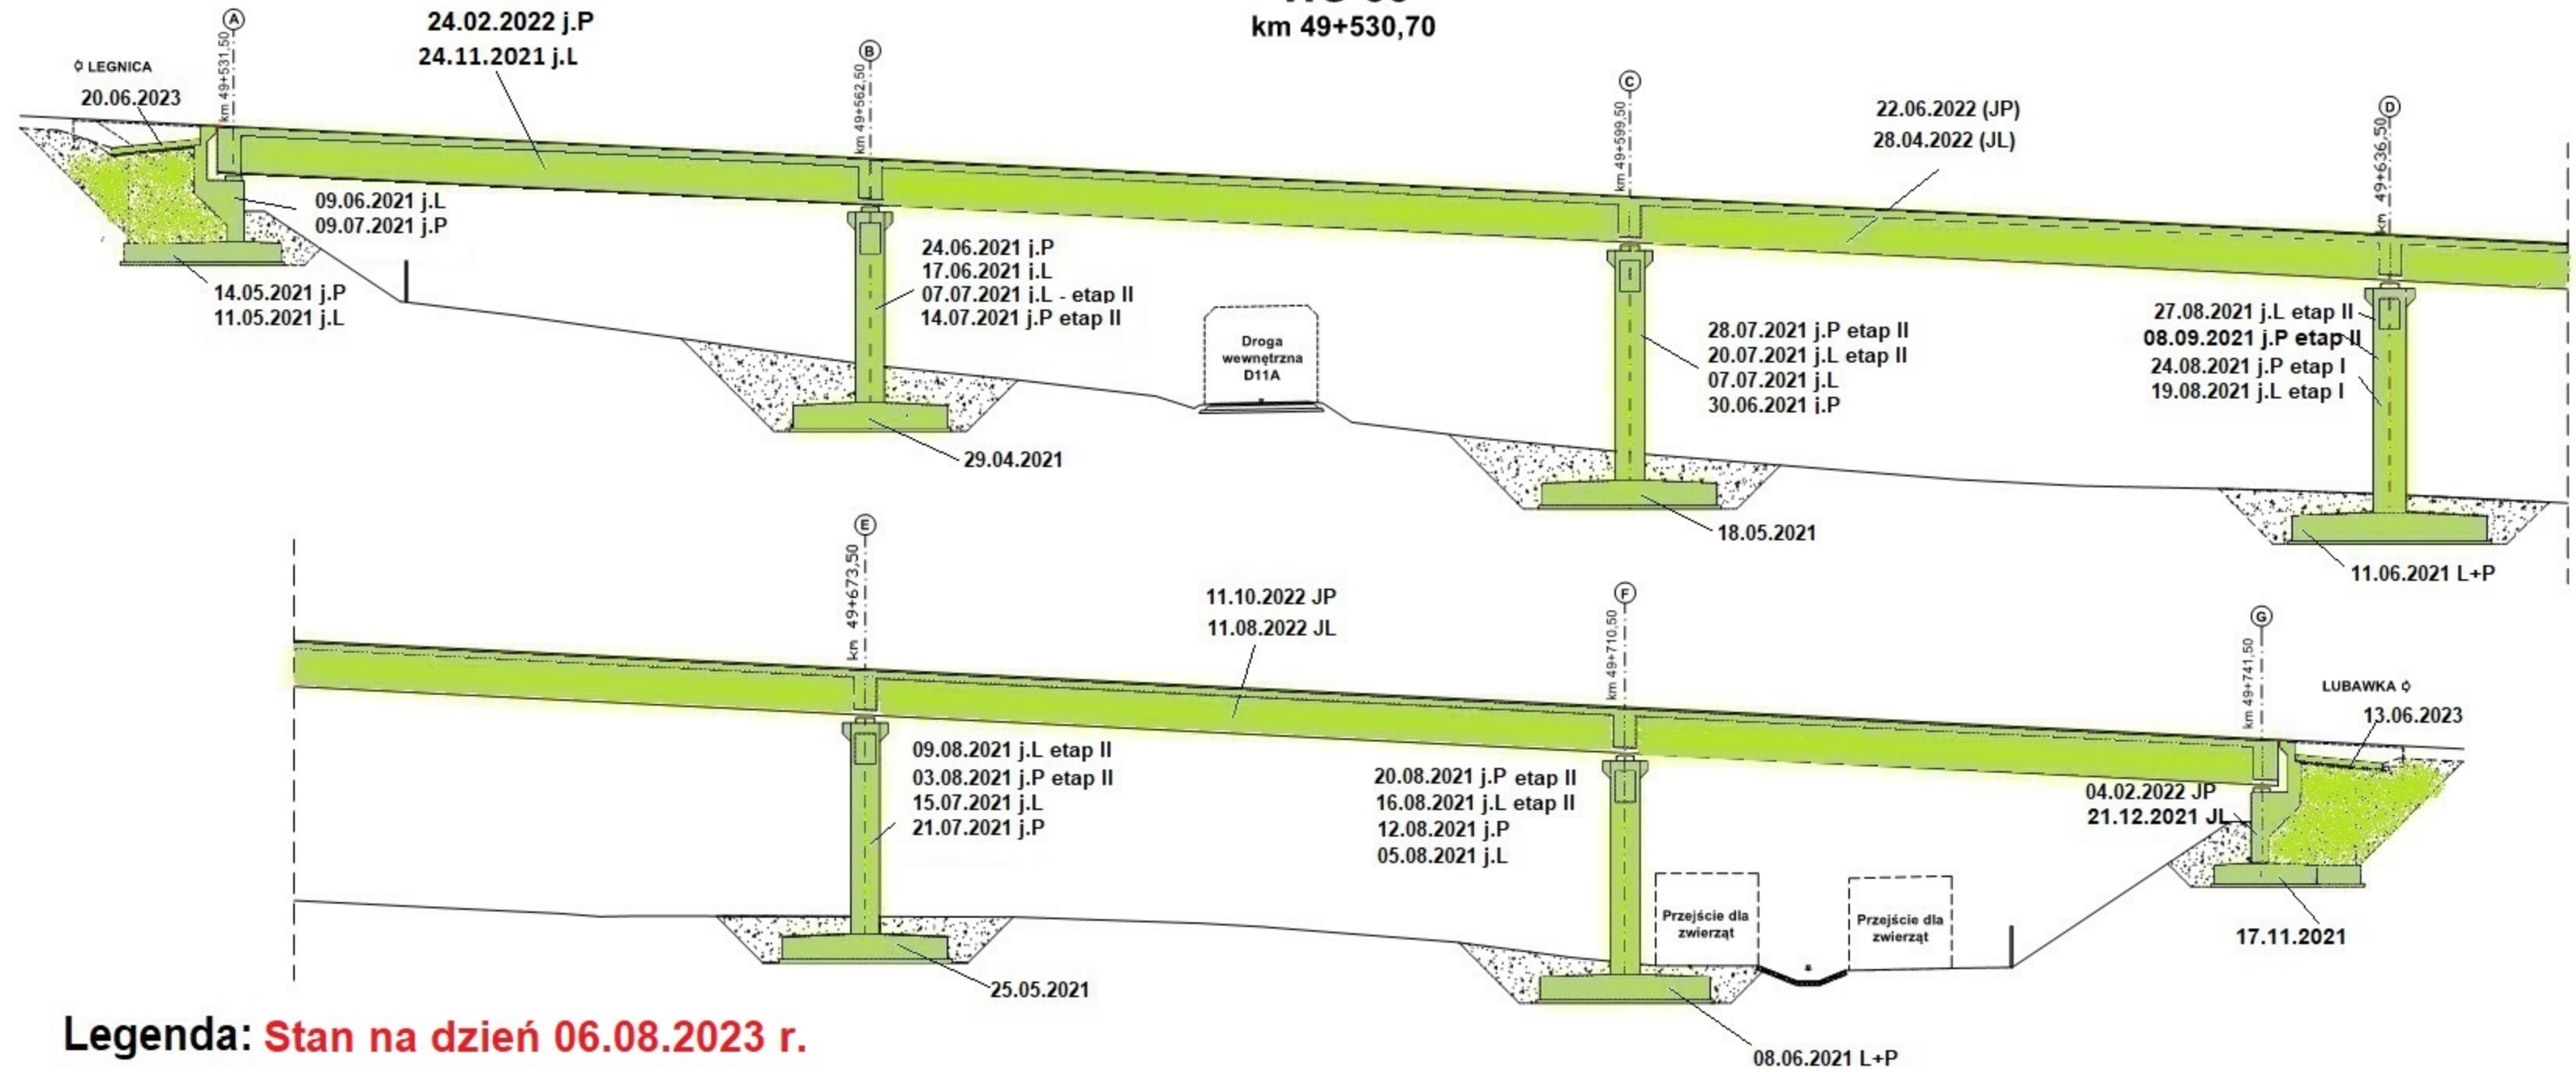 km 49+530,70
A
24.02.2022 j.P
24.11.2021 j.L
km 49+531,50
LEGNICA
20.06.2023
B
km 49+562,50
C
km 49+599,50
22.06.2022 (JP)
28.04.2022 (JL)
D
km 49+636,50
09.06.2021 j.L
09.07.2021 j.P
14.05.2021 j.P
11.05.2021 j.L
24.06.2021 j.P
17.06.2021 j.L
07.07.2021 j.L - etap II
14.07.2021 j.P etap II
Droga
wewnętrzna
D11A
29.04.2021
28.07.2021 j.P etap II
20.07.2021 j.L etap II
07.07.2021 j.L
30.06.2021 j.P
18.05.2021
27.08.2021 j.L etap II
08.09.2021 j.P etap II
24.08.2021 j.P etap I
19.08.2021 j.L etap I
11.06.2021 L+P
E
km 49+673,50
11.10.2022 JP
11.08.2022 JL
F
km 49+710,50
G
km 49+741,50
LUBAWKA
13.06.2023
09.08.2021 j.L etap II
03.08.2021 j.P etap II
15.07.2021 j.L
21.07.2021 j.P
25.05.2021
20.08.2021 j.P etap II
16.08.2021 j.L etap II
12.08.2021 j.P
05.08.2021 j.L
Przejście dla
zwierząt
Przejście dla
zwierząt
04.02.2022 JP
21.12.2021 JL
17.11.2021
08.06.2021 L+P
Legenda: Stan na dzień 06.08.2023 r.